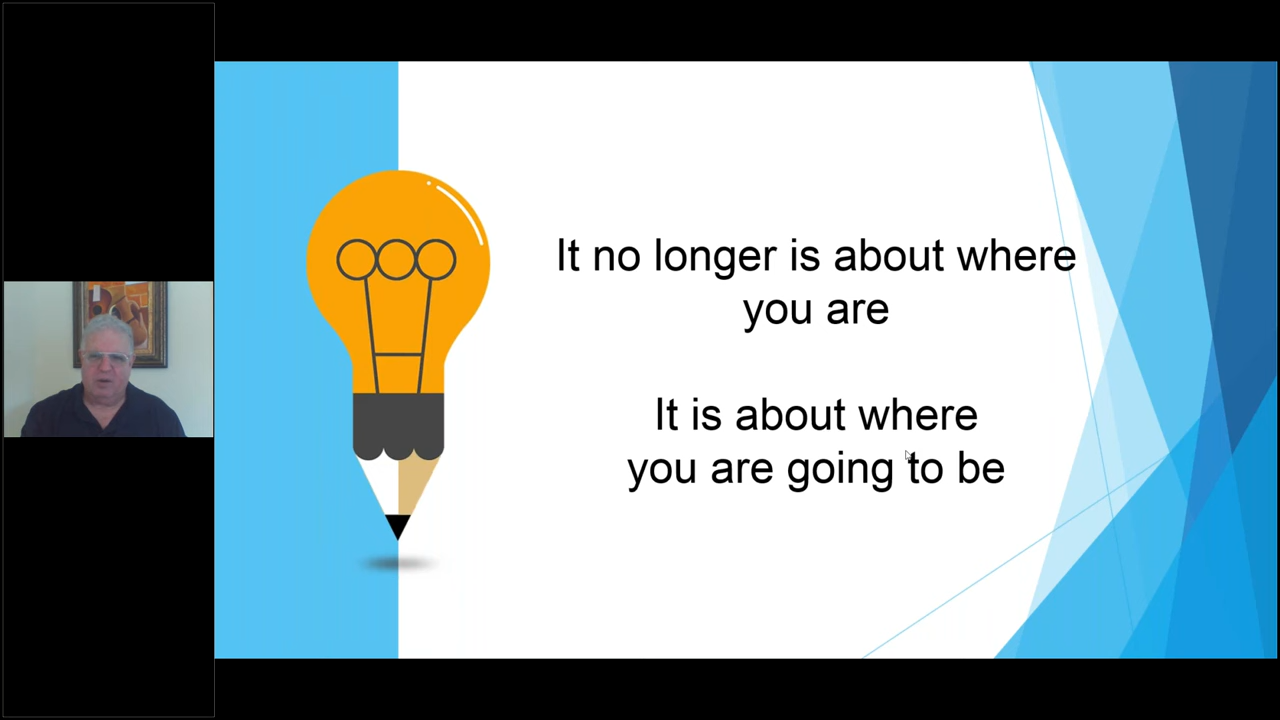 It no longer is about where
you are
It is about where
you are going to be